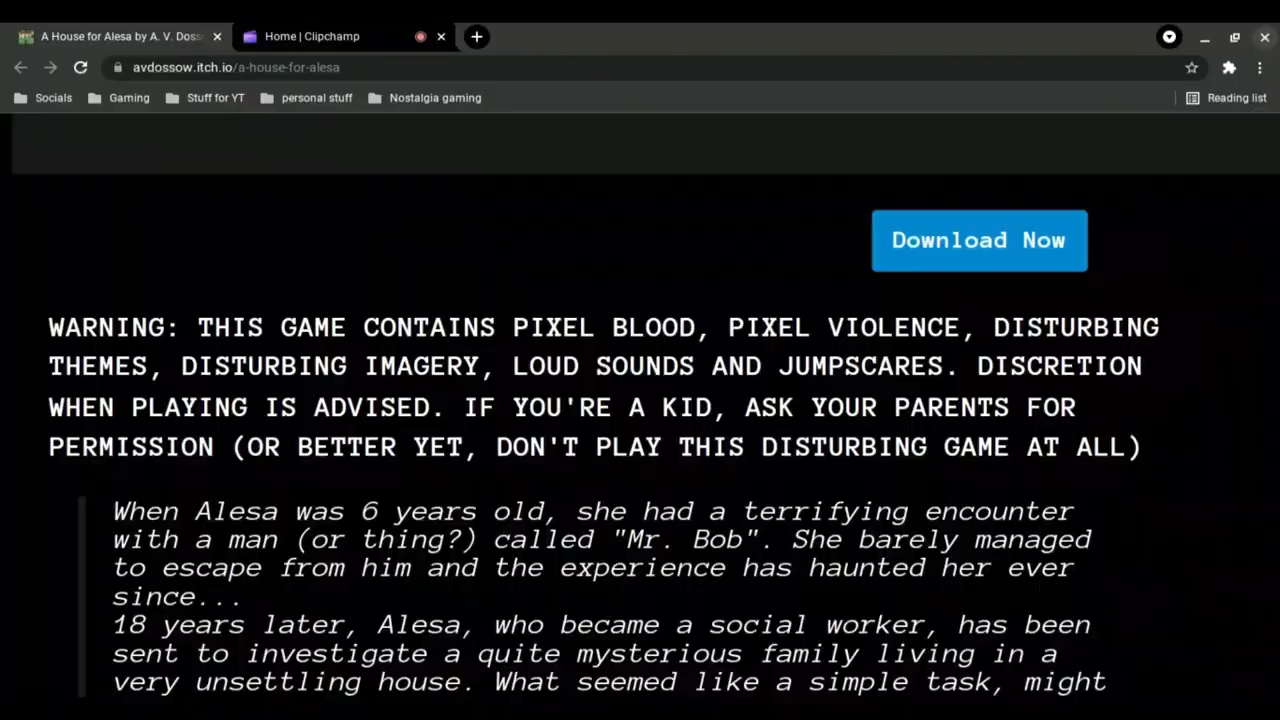 A House for Alesa by A. V. Doss
Home | Clipchamp
avdossow.itch.io/a-house-for-alesa
Socials
Gaming
Stuff for YT
personal stuff
Nostalgia gaming
Reading list
Download Now
WARNING: THIS GAME CONTAINS PIXEL BLOOD, PIXEL VIOLENCE, DISTURBING
THEMES, DISTURBING IMAGERY, LOUD SOUNDS AND JUMPSCARES. DISCRETION
WHEN PLAYING IS ADVISED. IF YOU'RE A KID, ASK YOUR PARENTS FOR
PERMISSION (OR BETTER YET, DON'T PLAY THIS DISTURBING GAME AT ALL)
When Alesa was 6 years old, she had a terrifying encounter
with a man (or thing?) called "Mr. Bob". She barely managed
to escape from him and the experience has haunted her ever
since...
18 years later, Alesa, who became a social worker, has been
sent to investigate a quite mysterious family living in a
very unsettling house. What seemed like a simple task, might